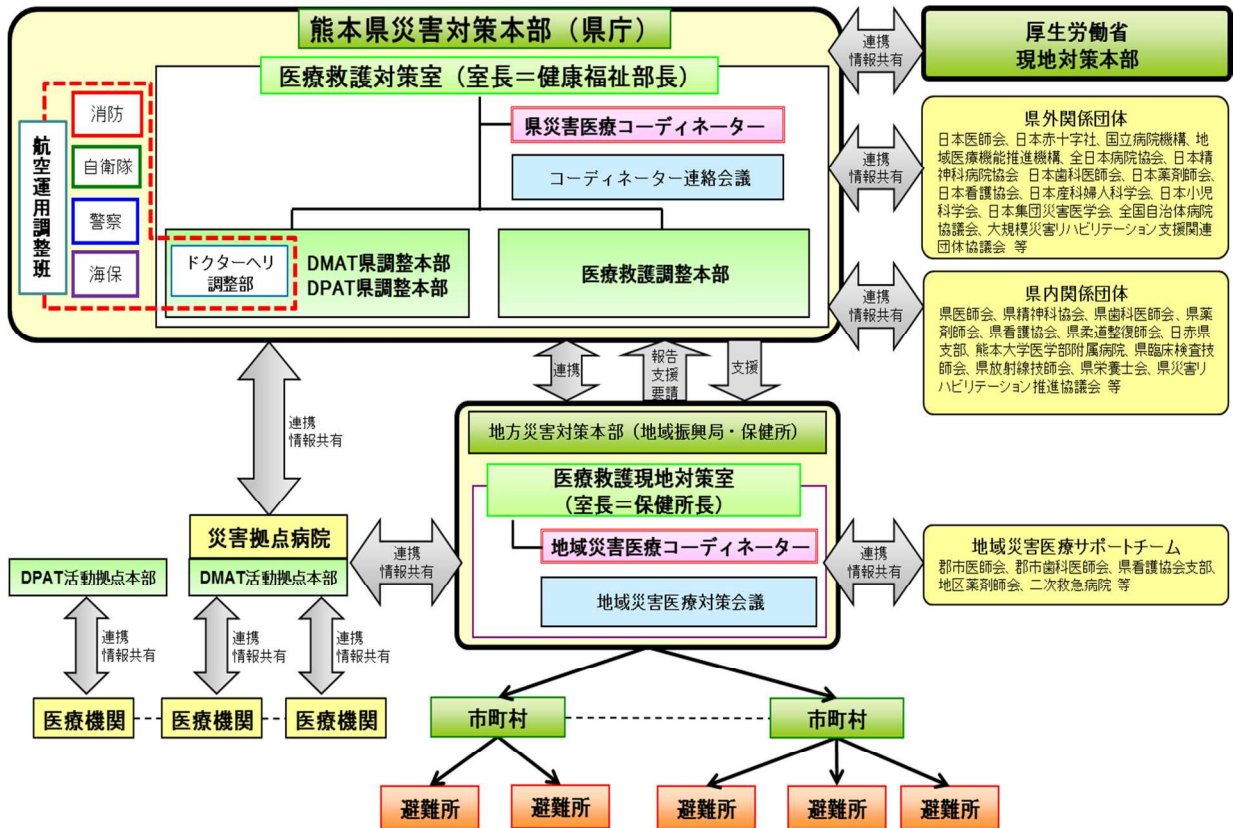 熊本県災害対策本部（県庁）
医療救護対策室（室長＝健康福祉部長）
県災害医療コーディネーター
コーディネーター連絡会議
航空運用調整班
消防
自衛隊
警察
海保
ドクターヘリ
調整部
DMAT県調整本部
DPAT県調整本部
医療救護調整本部
連携
情報共有
厚生労働省
現地対策本部
連携
情報共有
県外関係団体
日本医師会、日本赤十字社、国立病院機構、地
域医療機能推進機構、全日本病院協会、日本精
神科病院協会 日本歯科医師会、日本薬剤師会、
日本看護協会、日本産科婦人科学会、日本小児
科学会、日本集団災害医学会、全国自治体病院
協議会、大規模災害リハビリテーション支援関連
団体協議会 等
連携
情報共有
県内関係団体
県医師会、県精神科協会、県歯科医師会、県薬
剤師会、県看護協会、県柔道整復師会、日赤県
支部、熊本大学医学部附属病院、県臨床検査技
師会、県放射線技師会、県栄養士会、県災害リ
ハビリテーション推進協議会 等
連携
報告
支援
要請
支援
連携
情報共有
地方災害対策本部（地域振興局・保健所）
医療救護現地対策室
（室長＝保健所長）
地域災害医療コーディネーター
地域災害医療対策会議
連携
情報共有
地域災害医療サポートチーム
郡市医師会、郡市歯科医師会、県看護協会支部、
地区薬剤師会、二次救急病院 等
災害拠点病院
DMAT活動拠点本部
DPAT活動拠点本部
連携
情報共有
連携
情報共有
連携
情報共有
連携
情報共有
医療機関
医療機関
医療機関
市町村
市町村
避難所
避難所
避難所
避難所
避難所